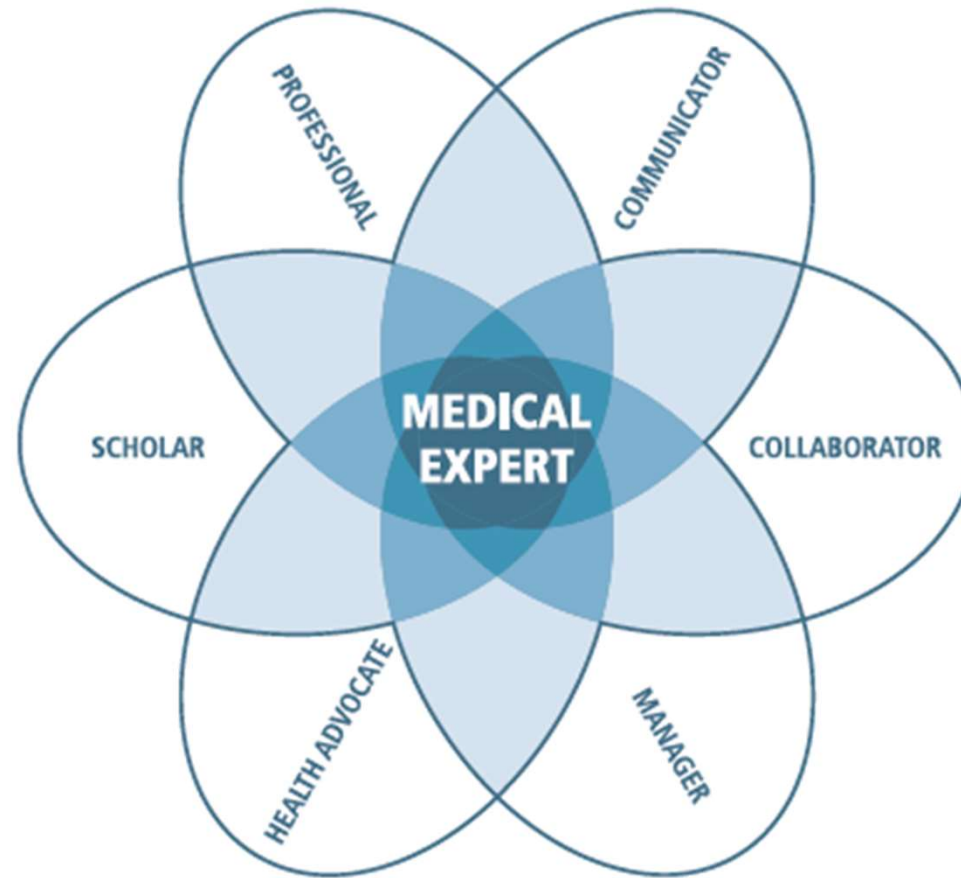 PROFESSIONAL
COMMUNICATOR
SCHOLAR
MEDICAL
EXPERT
COLLABORATOR
HEALTH ADVOCATE
MANAGER